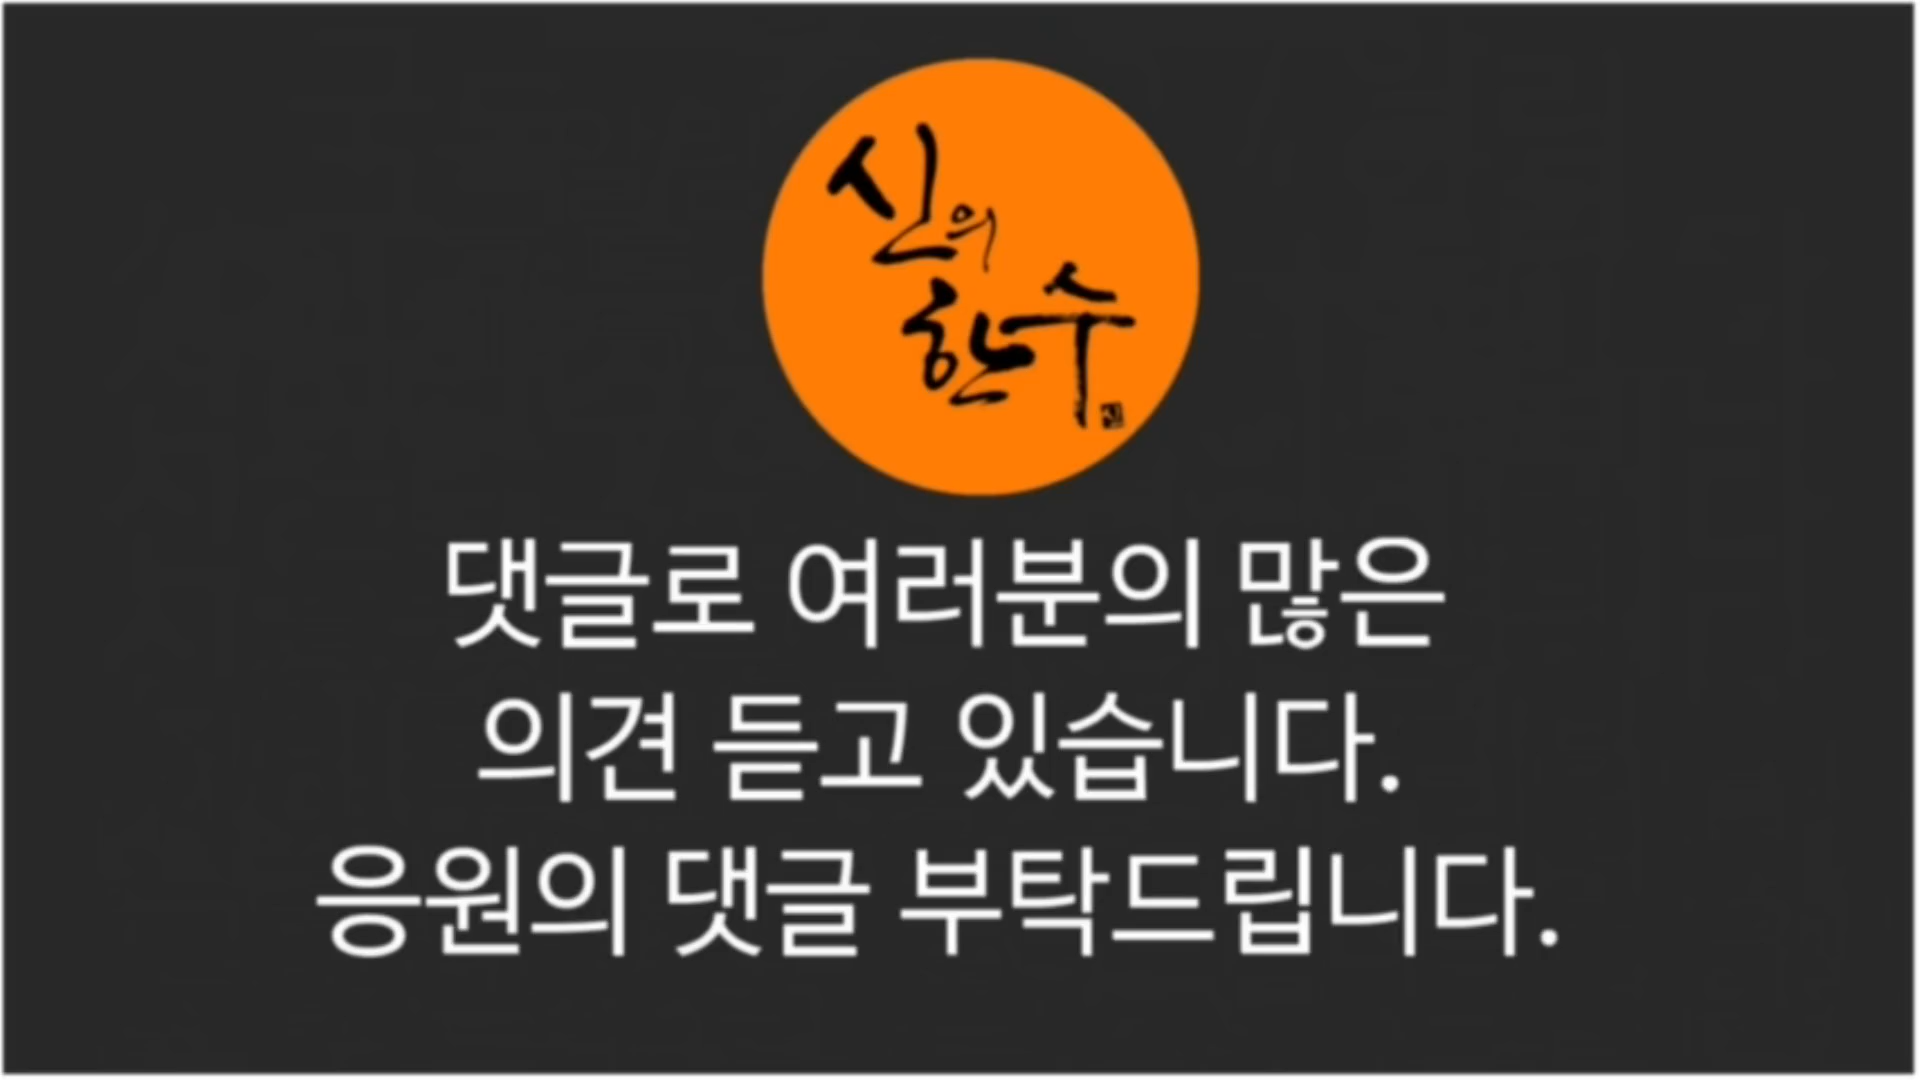 신의
한수
댓글로 여러분의 많은
의견 듣고 있습니다.
응원의 댓글 부탁드립니다.